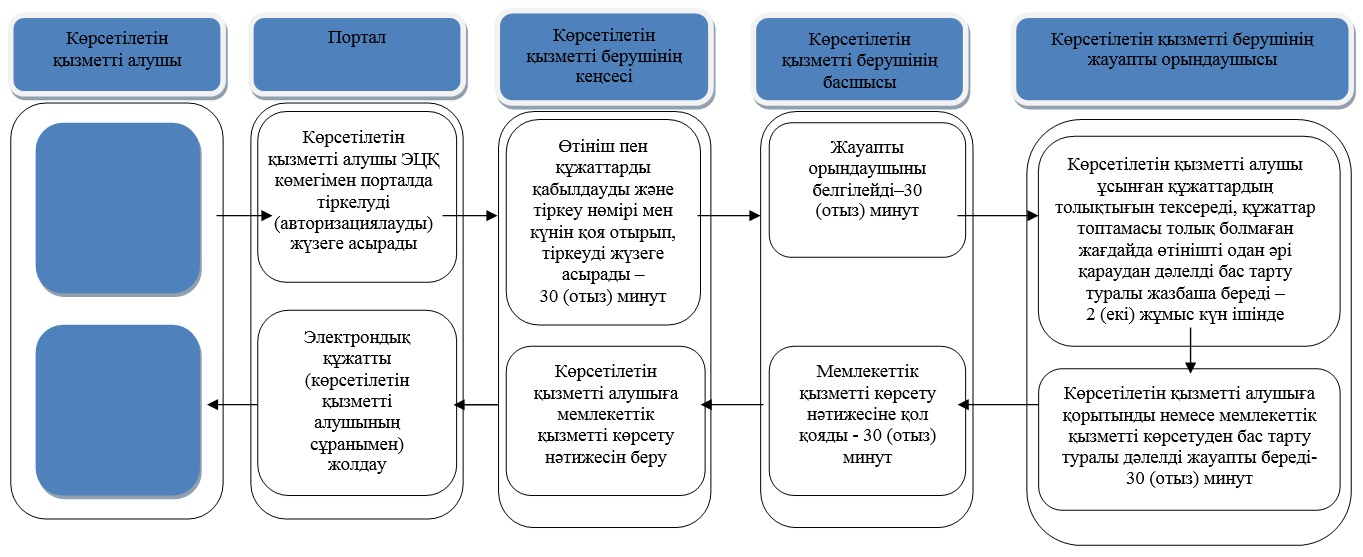 Көрсетілетін
қызметті алушы
Портал
Көрсетілетін
қызметті берушінің
кеңсесі
Көрсетілетін
қызметті берушінің
басшысы
Көрсетілетін қызметті берушінің
жауапты орындаушысы
Көрсетілетін
қызметті алушы ЭЦҚ
көмегімен порталда
тіркелуді
(авторизациялауды)
жүзеге асырады
Өтініш пен
құжаттарды
қабылдауды және
тіркеу нөмірі мен
күнін қоя отырып,
тіркеуді жүзеге
асырады –
30 (отыз) минут
Жауапты
орындаушыны
белгілейді–30
(отыз) минут
Көрсетілетін қызметті алушы
ұсынған құжаттардың
толықтығын тексереді, құжаттар
топтамасы толық болмаған
жағдайда өтінішті одан әрі
қараудан дәлелді бас тарту
туралы жазбаша береді –
2 (екі) жұмыс күн ішінде
Электрондық
құжатты
(көрсетілетін
қызметті
алушының
сұранымен)
жолдау
Көрсетілетін
қызметті алушыға
мемлекеттік
қызметті көрсету
нәтижесін беру
Мемлекеттік
қызметті көрсету
нәтижесіне қол
қояды - 30 (отыз)
минут
Көрсетілетін қызметті алушыға
қорытынды немесе мемлекеттік
қызметті көрсетуден бас тарту
туралы дәлелді жауапты береді-
30 (отыз) минут